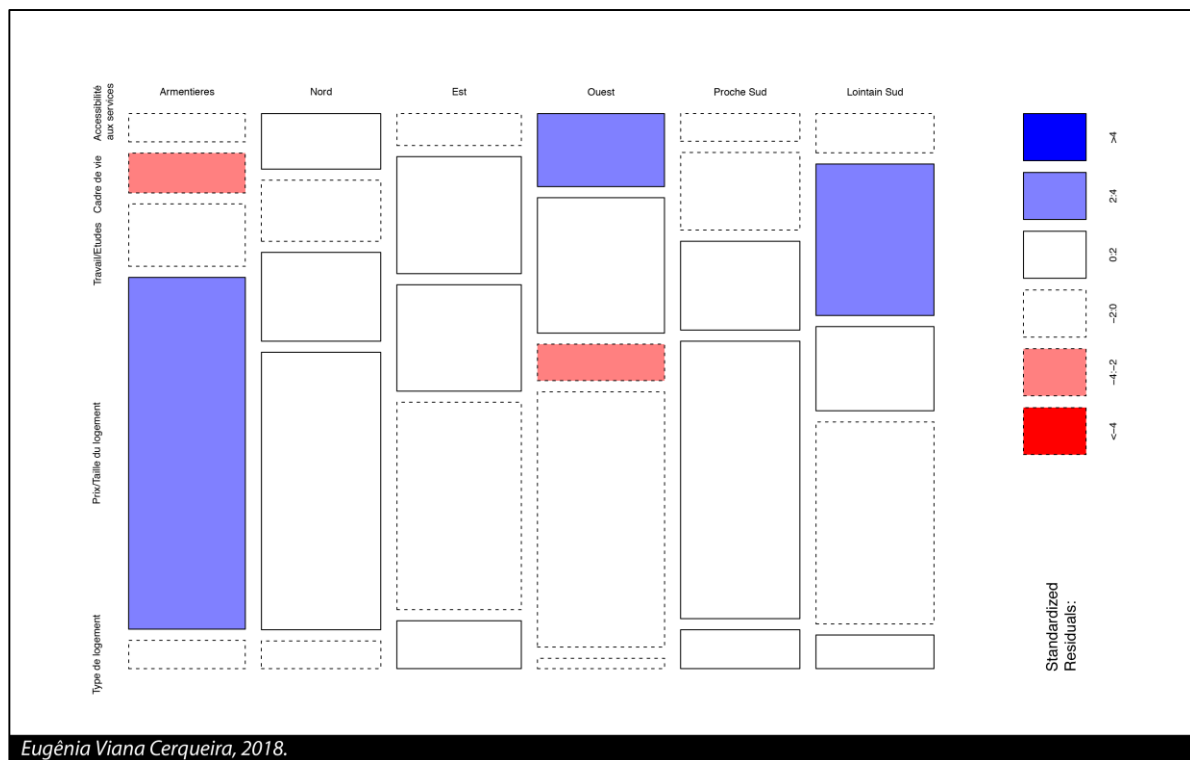 Armentieres
Nord
Est
Ouest
Proche Sud
Lointain Sud
Accessibilité
aux services
Cadre de vie
Travail/Etudes
Prix/Taille du logement
Type de logement
>4
2:4
0:2
-2:0
-4:-2
<-4
Standardized
Residuals:
Eugênia Viana Cerqueira, 2018.